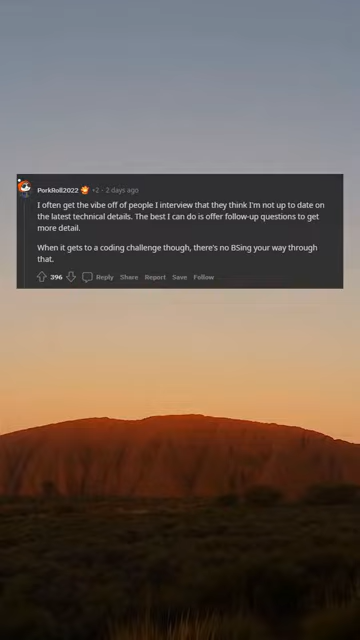 PorkRoll2022 +2 · 2 days ago
I often get the vibe off of people I interview that they think I'm not up to date on
the latest technical details. The best I can do is offer follow-up questions to get
more detail.
When it gets to a coding challenge though, there's no BSing your way through
that.
396 Reply Share Report Save Follow